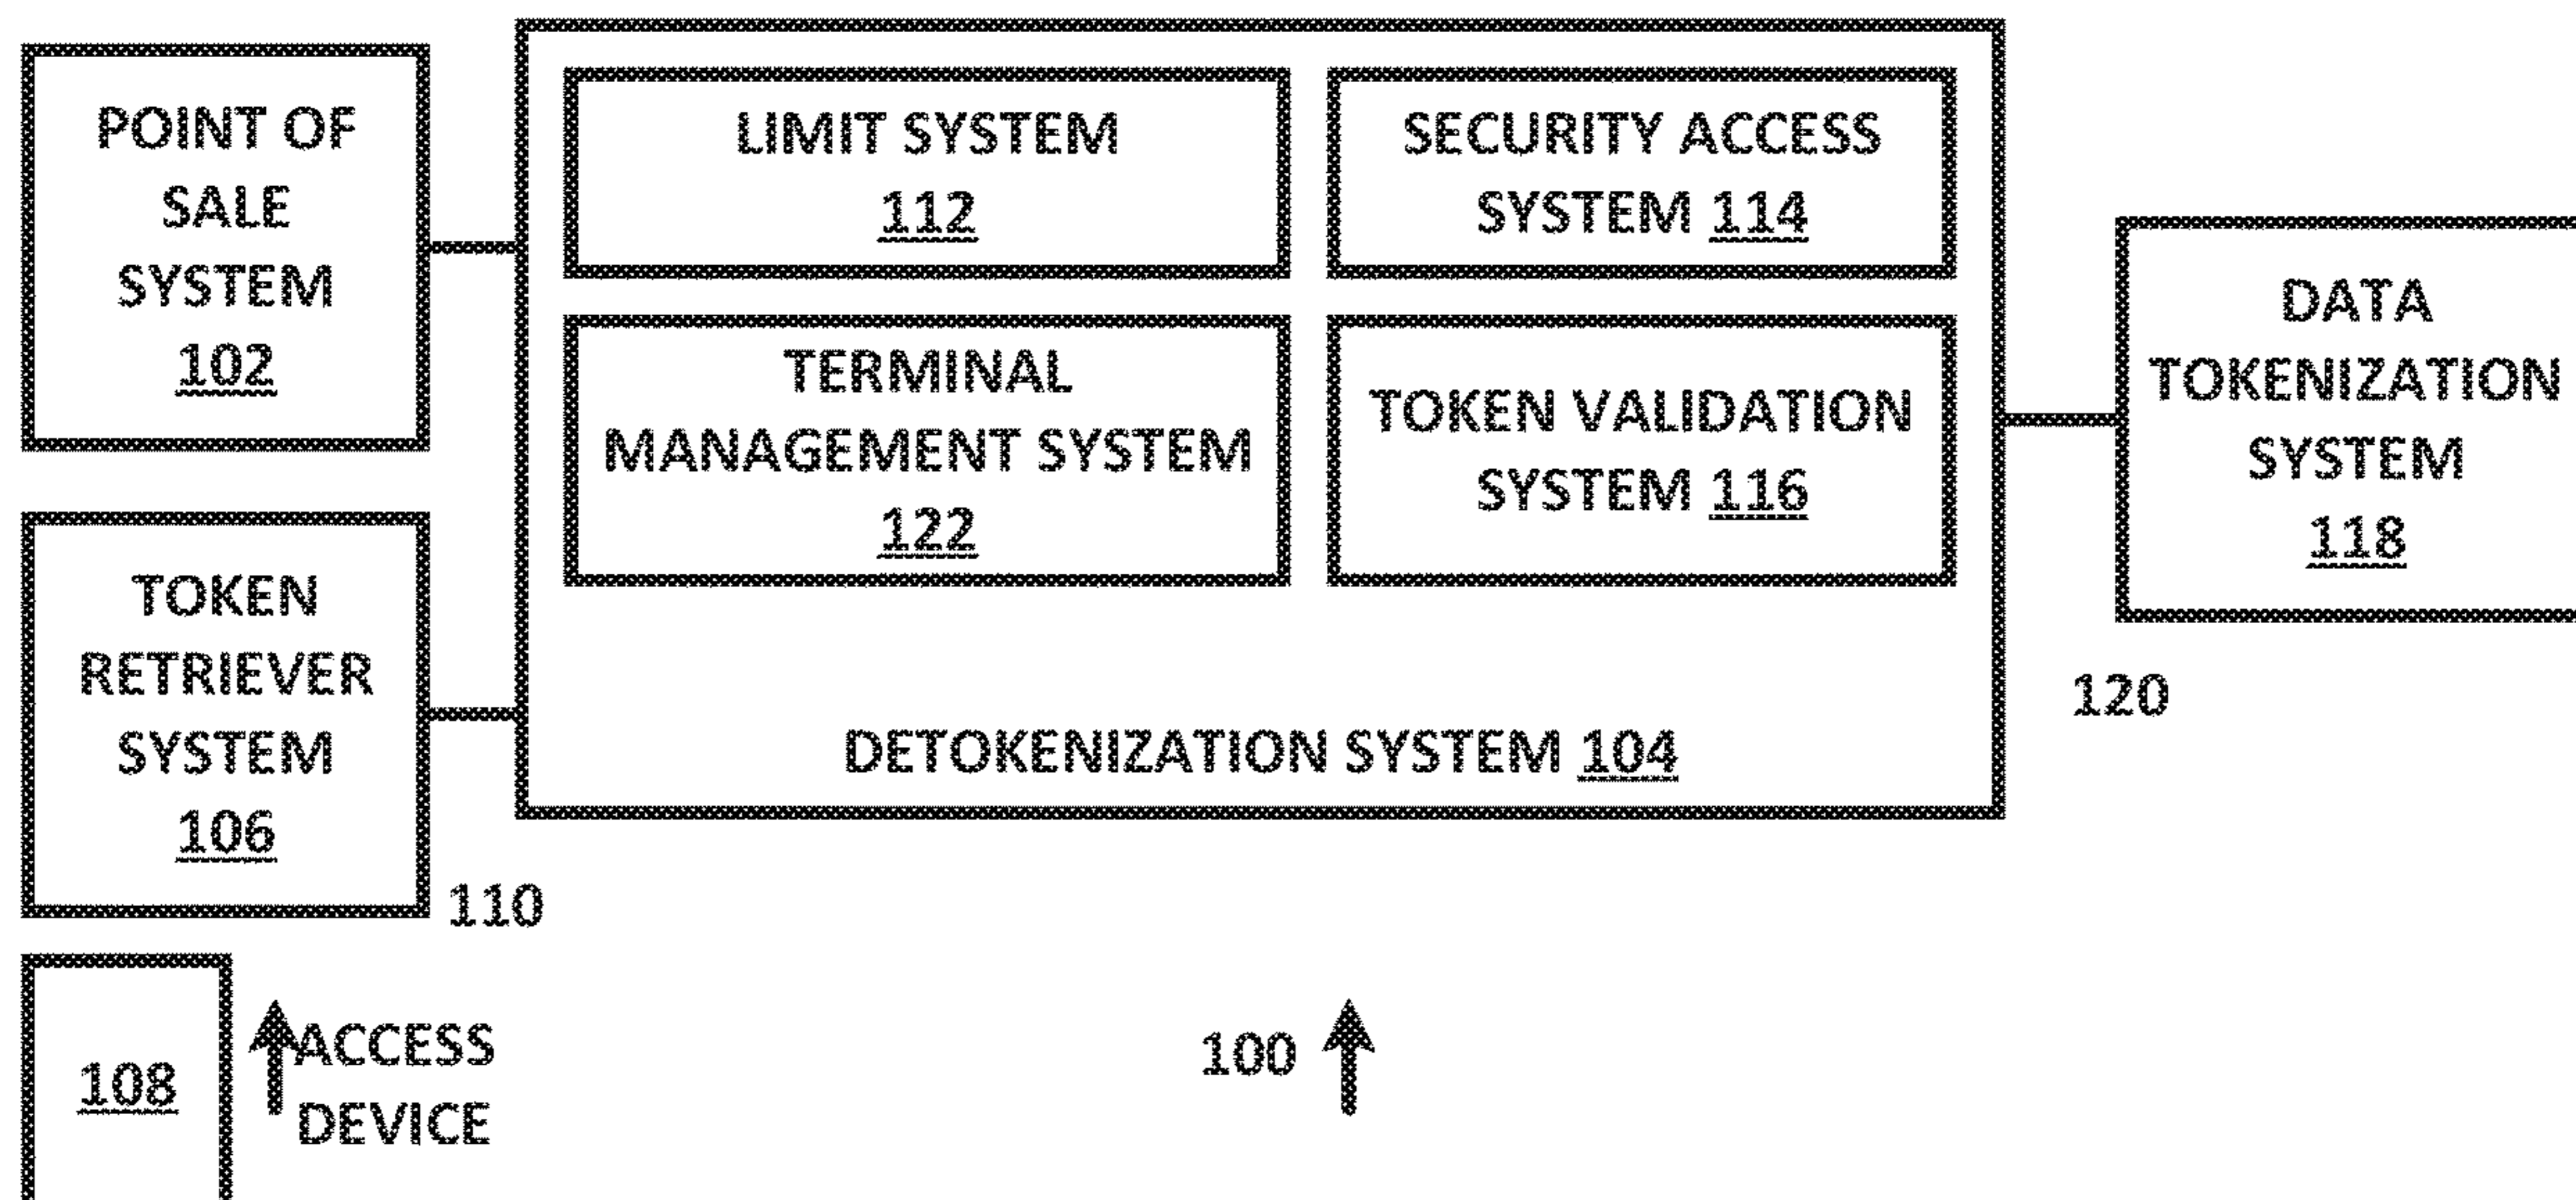 POINT OF
SALE
SYSTEM
102
LIMIT SYSTEM
112
SECURITY ACCESS
SYSTEM 114
TERMINAL
MANAGEMENT SYSTEM
122
TOKEN VALIDATION
SYSTEM 116
DATA
TOKENIZATION
SYSTEM
118
TOKEN
RETRIEVER
SYSTEM
106
DETOKENIZATION SYSTEM 104
120
110
108
ACCESS
DEVICE
100